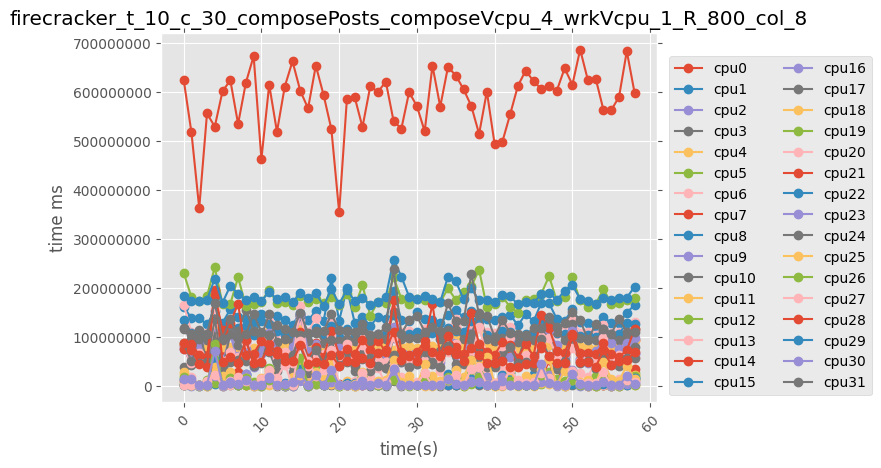 firecracker_t_10_c_30_composePosts_composeVcpu_4_wrkVcpu_1_R_800_col_8
700000000
600000000
500000000
400000000
300000000
200000000
100000000
0
time ms
0 10 20 30 40 50 60
time(s)
cpu0 cpu16
cpu1 cpu17
cpu2 cpu18
cpu3 cpu19
cpu4 cpu20
cpu5 cpu21
cpu6 cpu22
cpu7 cpu23
cpu8 cpu24
cpu9 cpu25
cpu10 cpu26
cpu11 cpu27
cpu12 cpu28
cpu13 cpu29
cpu14 cpu30
cpu15 cpu31